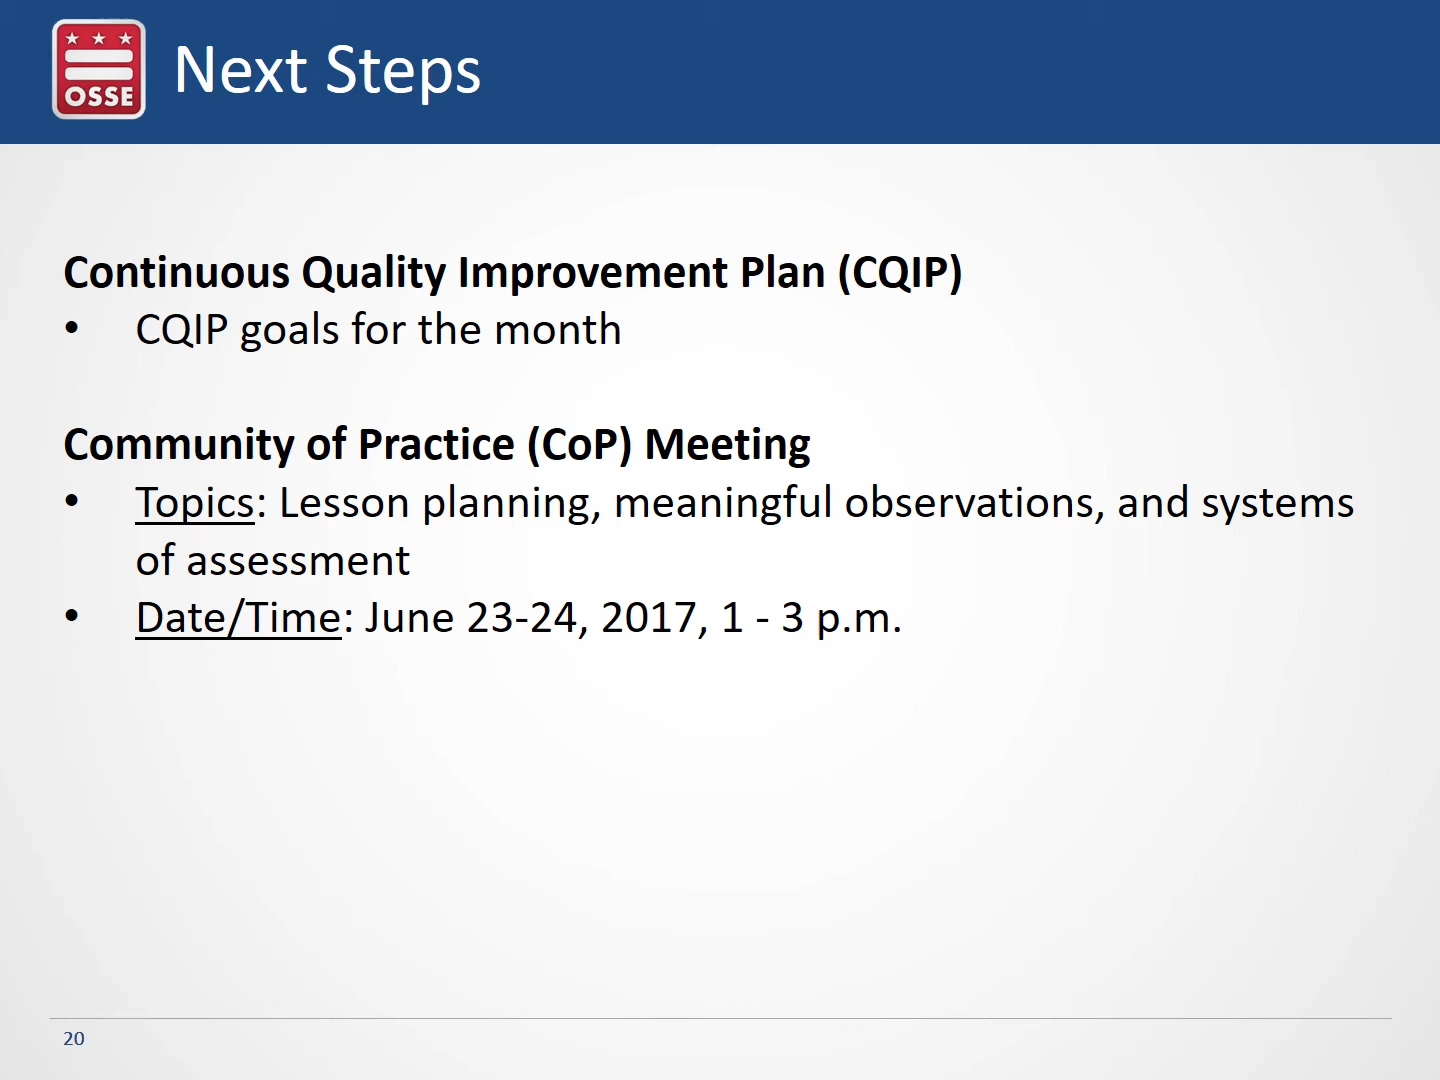 OSSE
Next Steps
Continuous Quality Improvement Plan (CQIP)
• CQIP goals for the month
Community of Practice (CoP) Meeting
• Topics: Lesson planning, meaningful observations, and systems
of assessment
• Date/Time: June 23-24, 2017, 1 - 3 p.m.
20